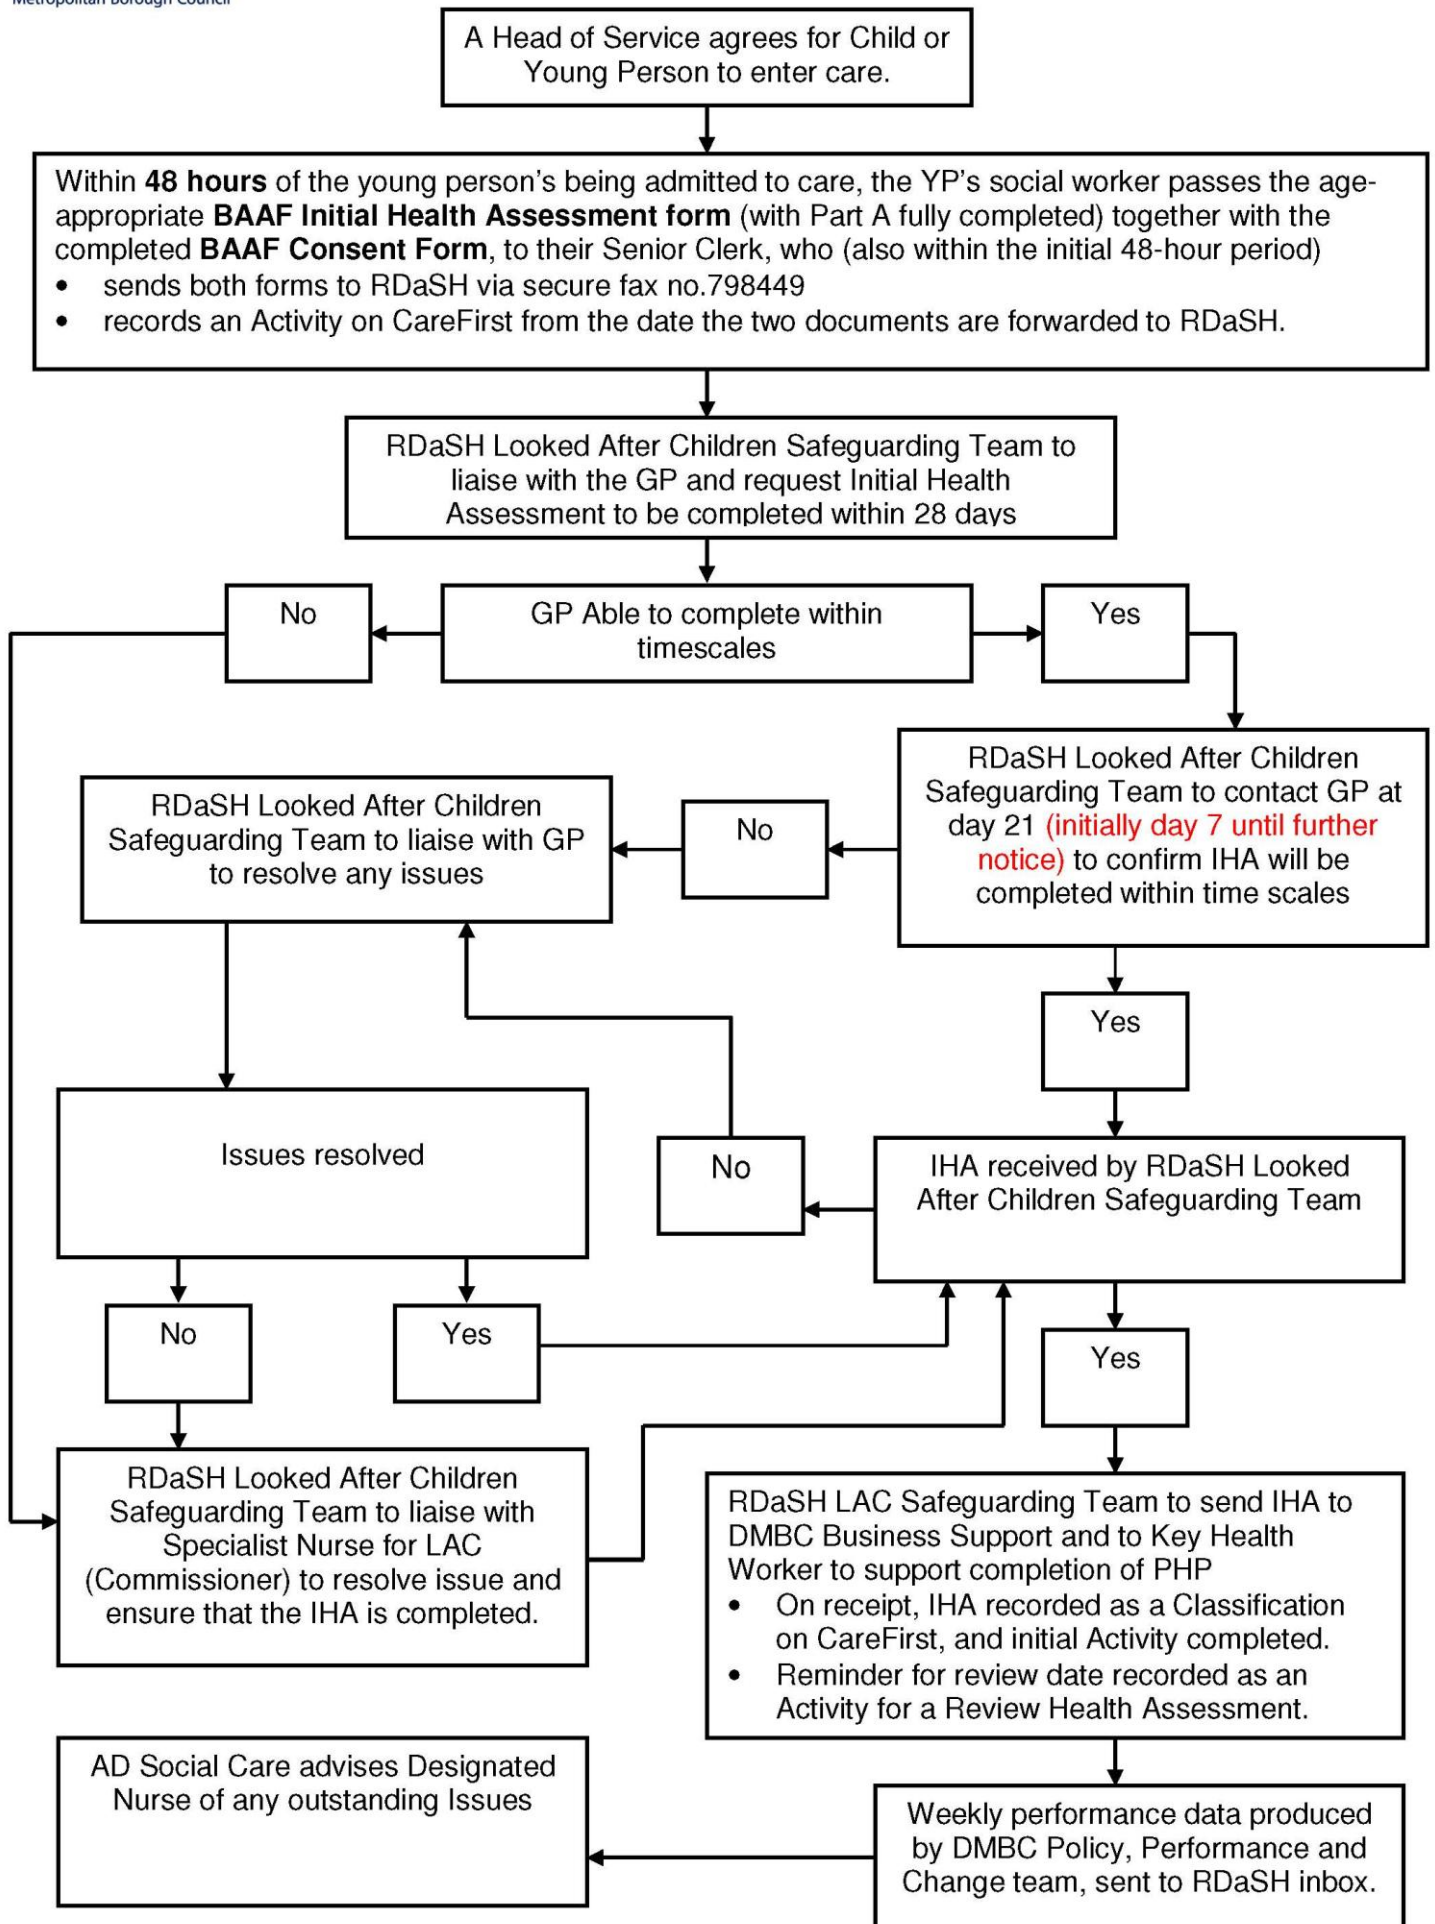 Metropolitan Borough Council
A Head of Service agrees for Child or
Young Person to enter care.
Within 48 hours of the young person's being admitted to care, the YP's social worker passes the age-
appropriate BAAF Initial Health Assessment form (with Part A fully completed) together with the
completed BAAF Consent Form, to their Senior Clerk, who (also within the initial 48-hour period)
• sends both forms to RDaSH via secure fax no.798449
• records an Activity on CareFirst from the date the two documents are forwarded to RDaSH.
RDaSH Looked After Children Safeguarding Team to
liaise with the GP and request Initial Health
Assessment to be completed within 28 days
No
GP Able to complete within
timescales
Yes
RDaSH Looked After Children
Safeguarding Team to contact GP at
day 21 (initially day 7 until further
notice) to confirm IHA will be
completed within time scales
No
RDaSH Looked After Children
Safeguarding Team to liaise with GP
to resolve any issues
Yes
Issues resolved
No
IHA received by RDaSH Looked
After Children Safeguarding Team
No
Yes
Yes
RDaSH Looked After Children
Safeguarding Team to liaise with
Specialist Nurse for LAC
(Commissioner) to resolve issue and
ensure that the IHA is completed.
RDaSH LAC Safeguarding Team to send IHA to
DMBC Business Support and to Key Health
Worker to support completion of PHP
• On receipt, IHA recorded as a Classification
on CareFirst, and initial Activity completed.
• Reminder for review date recorded as an
Activity for a Review Health Assessment.
AD Social Care advises Designated
Nurse of any outstanding Issues
Weekly performance data produced
by DMBC Policy, Performance and
Change team, sent to RDaSH inbox.